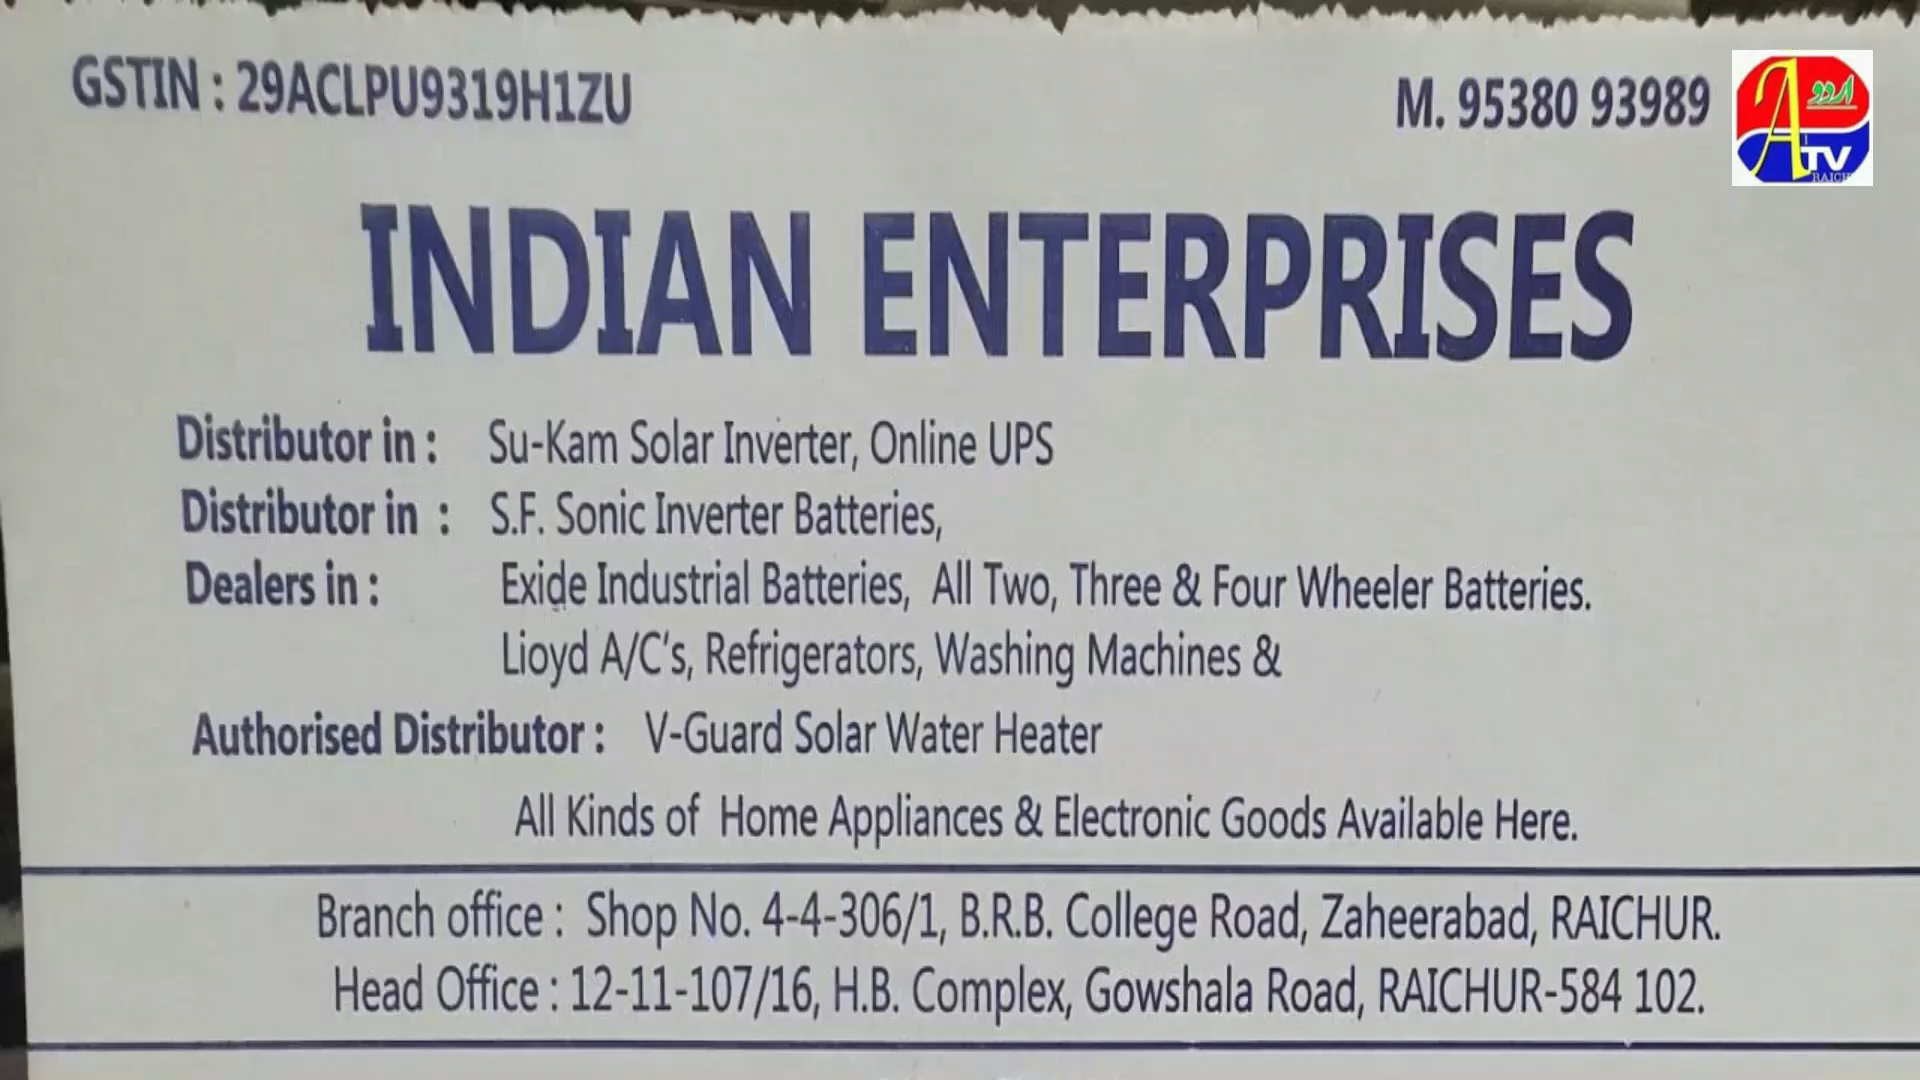 GSTIN : 29ACLPU9319H1ZU
M. 95380 93989
اردو
A1
TV
INDIAN ENTERPRISES
Distributor in : Su-Kam Solar Inverter, Online UPS
Distributor in : S.F. Sonic Inverter Batteries,
Dealers in : Exide Industrial Batteries, All Two, Three & Four Wheeler Batteries.
Lioyd A/C's, Refrigerators, Washing Machines &
Authorised Distributor : V-Guard Solar Water Heater
All Kinds of Home Appliances & Electronic Goods Available Here.
Branch office : Shop No. 4-4-306/1, B.R.B. College Road, Zaheerabad, RAICHUR.
Head Office : 12-11-107/16, H.B. Complex, Gowshala Road, RAICHUR-584 102.